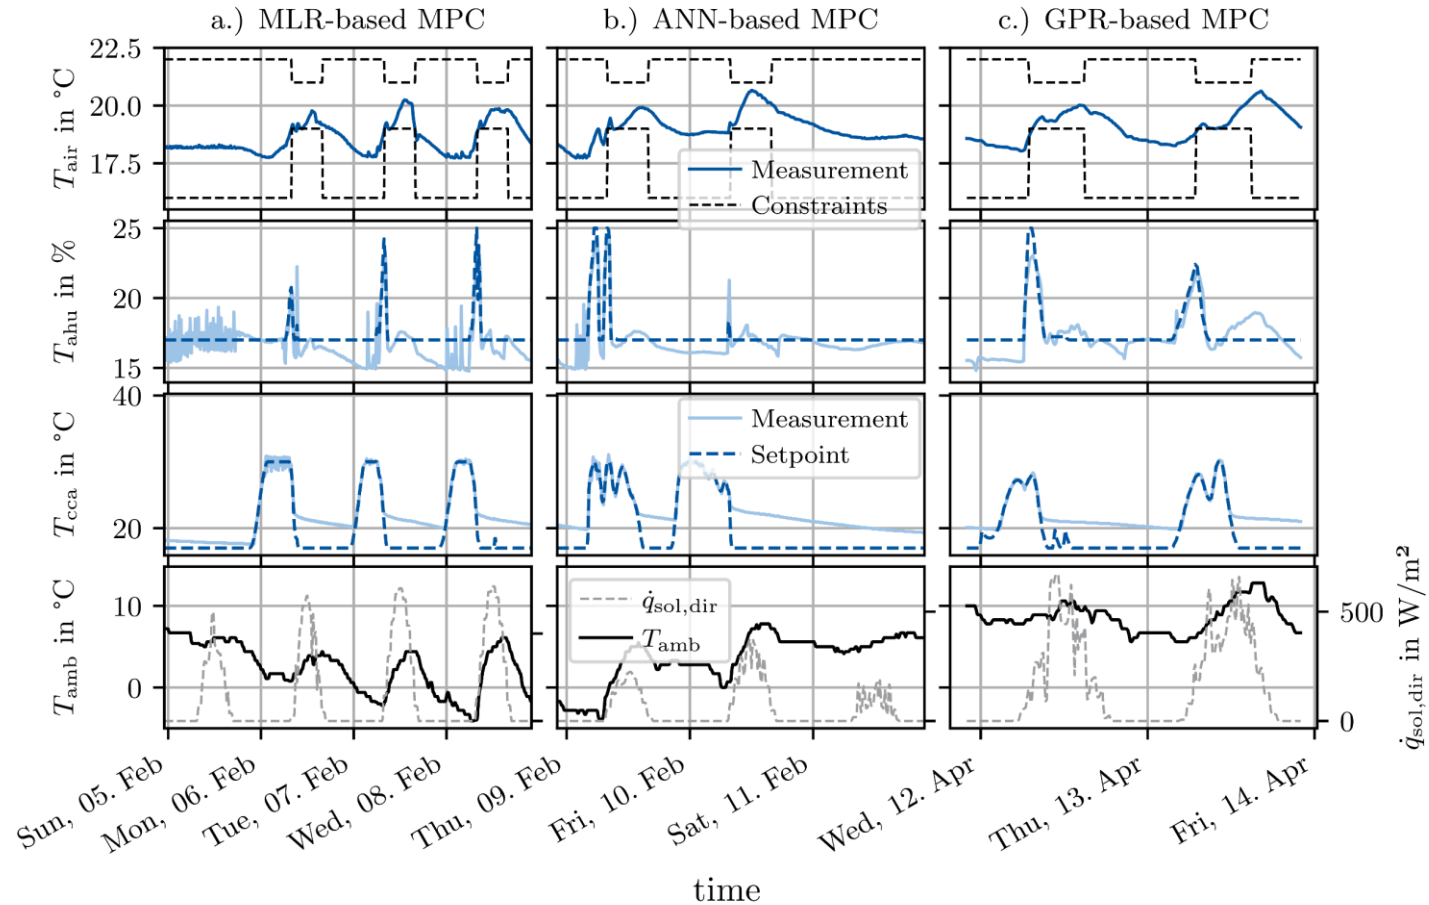 a.) MLR-based MPC
b.) ANN-based MPC
c.) GPR-based MPC
T_air in °C
22.5
20.0
17.5
Measurement
Constraints
T_ahu in %
25
20
15
T_cca in °C
40
20
Measurement
Setpoint
T_amb in °C
10
0
q̇_sol,dir
T_amb
500
0
q̇_sol,dir in W/m²
Sun, 05. Feb
Mon, 06. Feb
Tue, 07. Feb
Wed, 08. Feb
Thu, 09. Feb
Fri, 10. Feb
Sat, 11. Feb
Wed, 12. Apr
Thu, 13. Apr
Fri, 14. Apr
time